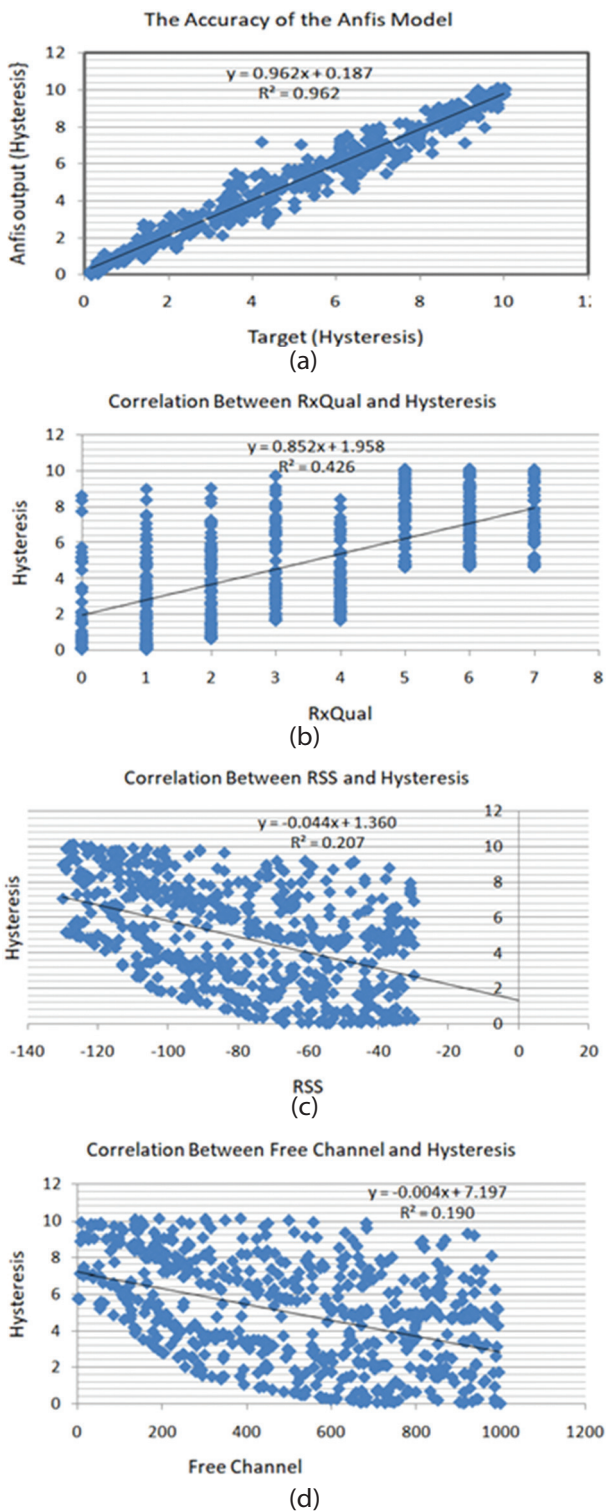 The Accuracy of the Anfis Model
12
10
8
6
4
2
0
y = 0.962x + 0.187
R² = 0.962
Anfis output (Hysteresis}
0 2 4 6 8 10 12
Target (Hysteresis)
(a)
Correlation Between RxQual and Hysteresis
12
10
8
6
4
2
0
y = 0.852x + 1.958
R² = 0.426
Hysteresis
0 1 2 3 4 5 6 7 8
RxQual
(b)
Correlation Between RSS and Hysteresis
12
10
8
6
4
2
0
y = -0.044x + 1.360
R² = 0.207
Hysteresis
-140 -120 -100 -80 -60 -40 -20 0 20
RSS
(c)
Correlation Between Free Channel and Hysteresis
12
10
8
6
4
2
0
y = -0.004x + 7.197
R² = 0.190
Hysteresis
0 200 400 600 800 1000 1200
Free Channel
(d)